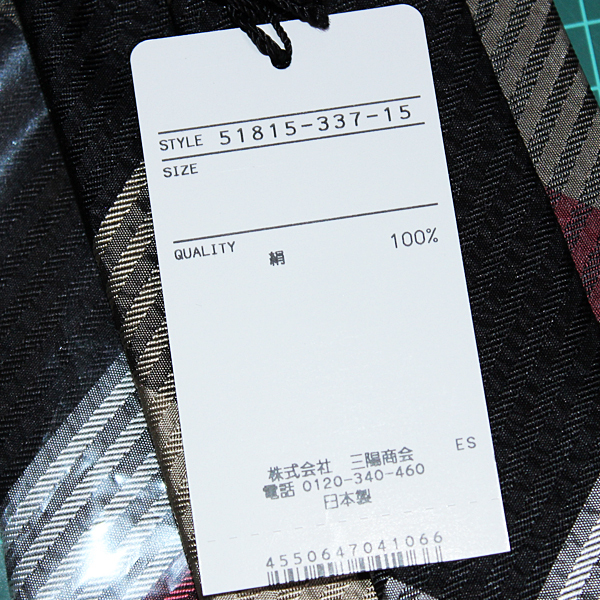 STYLE 51815-337-15
SIZE
QUALITY
絹 100%
ES
株式会社 三陽商会
電話 0120-340-460
日本製
4550647041066